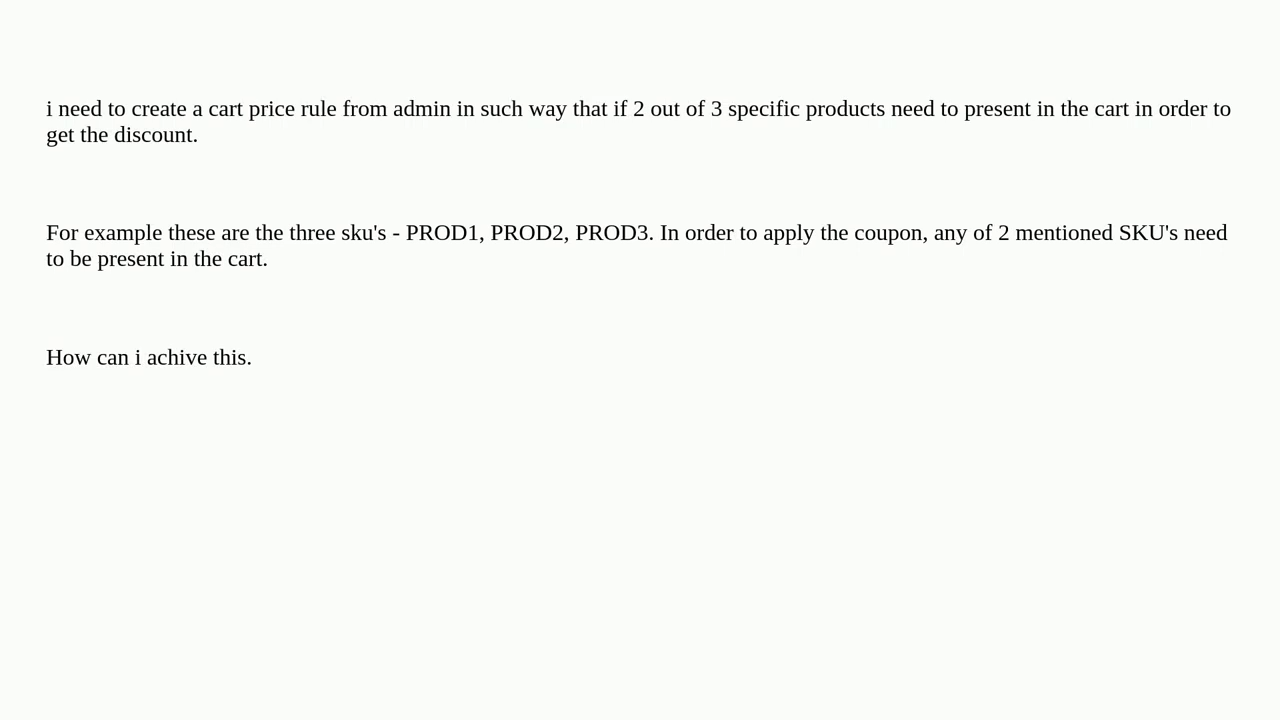 i need to create a cart price rule from admin in such way that if 2 out of 3 specific products need to present in the cart in order to
get the discount.
For example these are the three sku's - PROD1, PROD2, PROD3. In order to apply the coupon, any of 2 mentioned SKU's need
to be present in the cart.
How can i achive this.